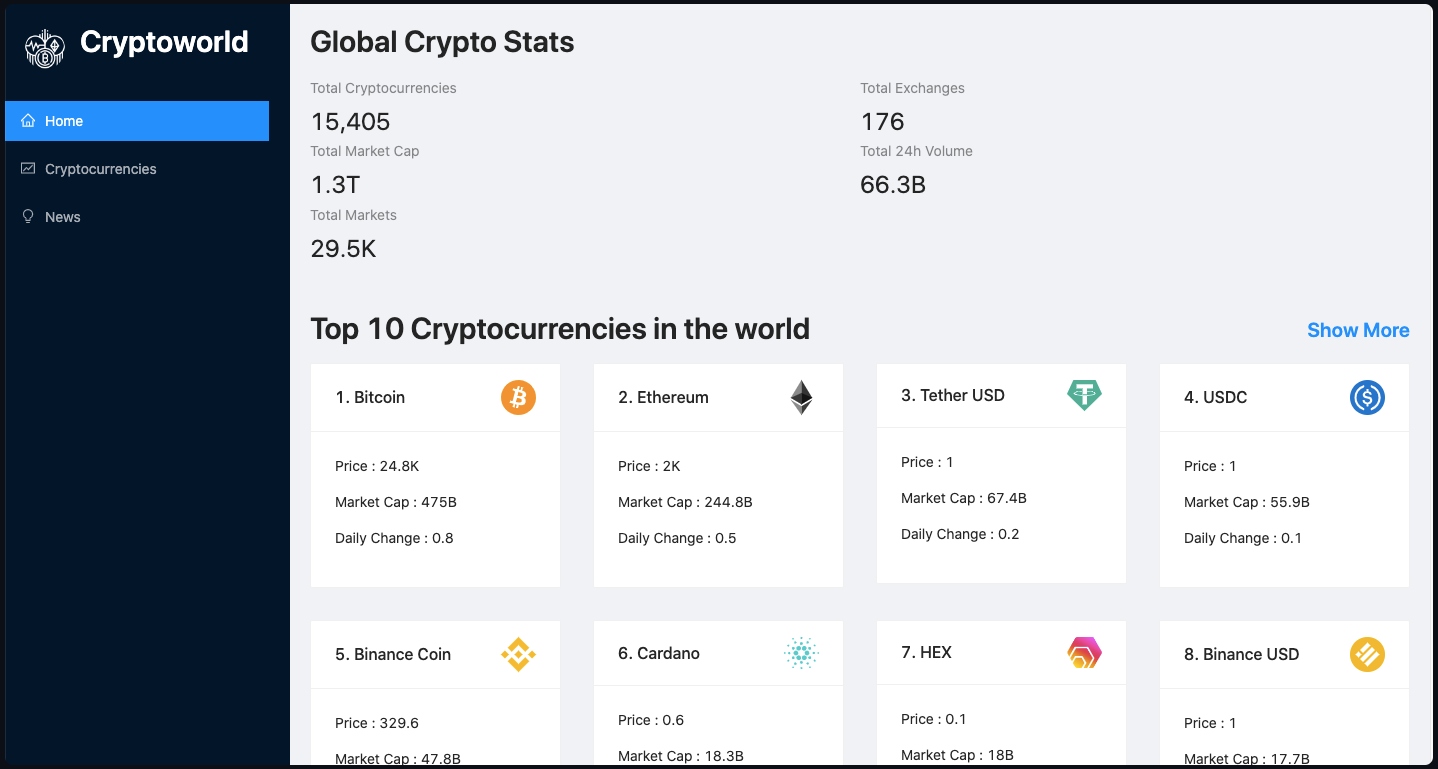 Cryptoworld
Home
Cryptocurrencies
News
Global Crypto Stats
Total Cryptocurrencies
15,405
Total Exchanges
176
Total Market Cap
1.3T
Total 24h Volume
66.3B
Total Markets
29.5K
Top 10 Cryptocurrencies in the world
Show More
1. Bitcoin
Price : 24.8K
Market Cap : 475B
Daily Change : 0.8
2. Ethereum
Price : 2K
Market Cap : 244.8B
Daily Change : 0.5
3. Tether USD
Price : 1
Market Cap : 67.4B
Daily Change : 0.2
4. USDC
Price : 1
Market Cap : 55.9B
Daily Change : 0.1
5. Binance Coin
Price : 329.6
Market Cap : 47.8B
6. Cardano
Price : 0.6
Market Cap : 18.3B
7. HEX
Price : 0.1
Market Cap : 18B
8. Binance USD
Price : 1
Market Cap : 17.7B